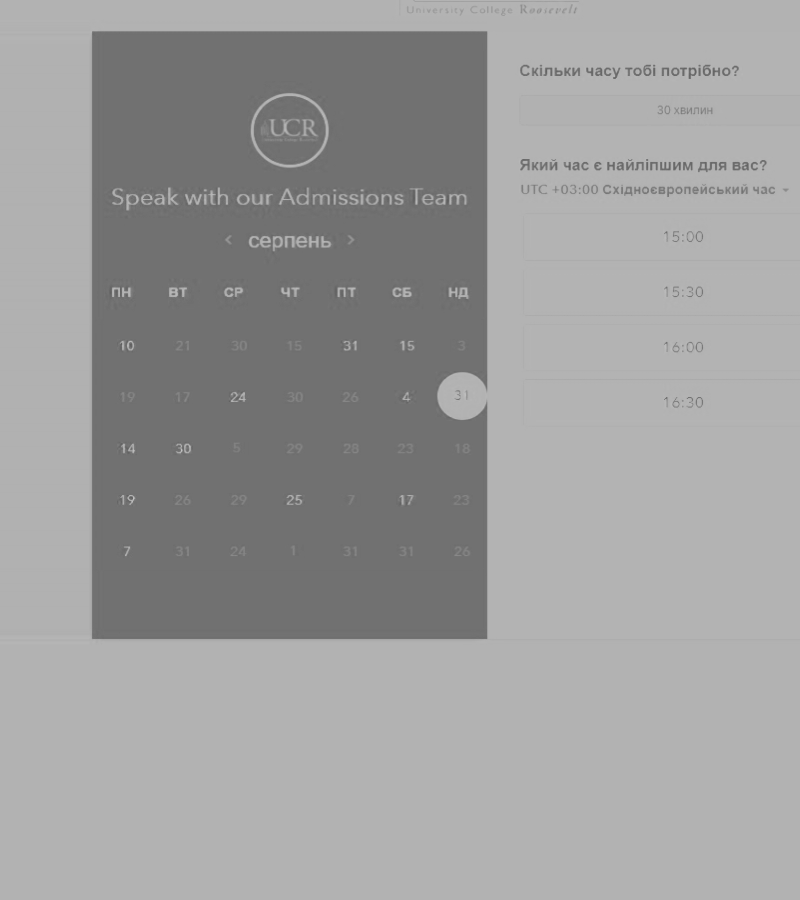 University College Roosevelt
UCR
Speak with our Admissions Team
серпень
ПН ВТ СР ЧТ ПТ СБ НД
10 21 30 15 31 15 3
19 17 24 30 26 4 31
14 30 5 29 28 23 18
19 26 29 25 7 17 23
7 31 24 1 31 31 26
Скільки часу тобі потрібно?
30 хвилин
Який час є найліпшим для вас?
UTC +03:00 Східноєвропейський час
15:00
15:30
16:00
16:30